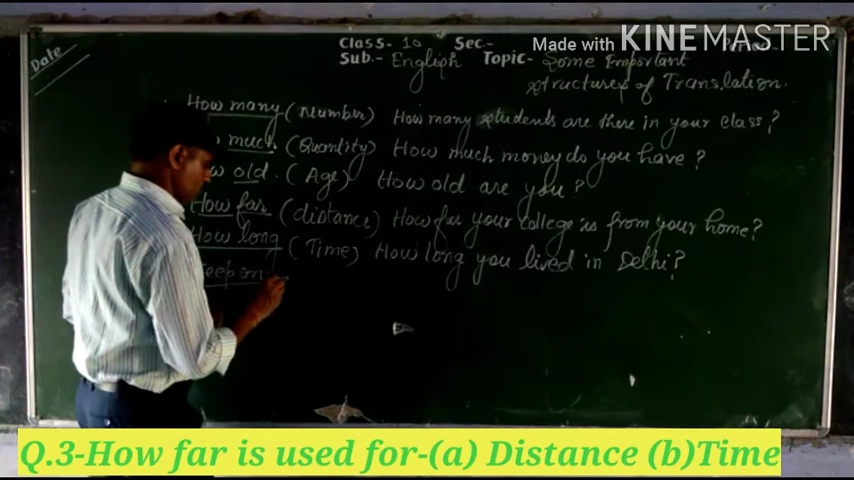 Made with KINEMASTER
Date
Class- 10 Sec.-
Sub.- English Topic- Some Important
structures of Translation.
How many (Number) How many students are there in your class?
much (Quantity) How much money do you have?
old. (Age) How old are you?
How far (distance) How far your college is from your home?
How long (Time) How long you lived in Delhi?
eep on
Q.3-How far is used for-(a) Distance (b)Time